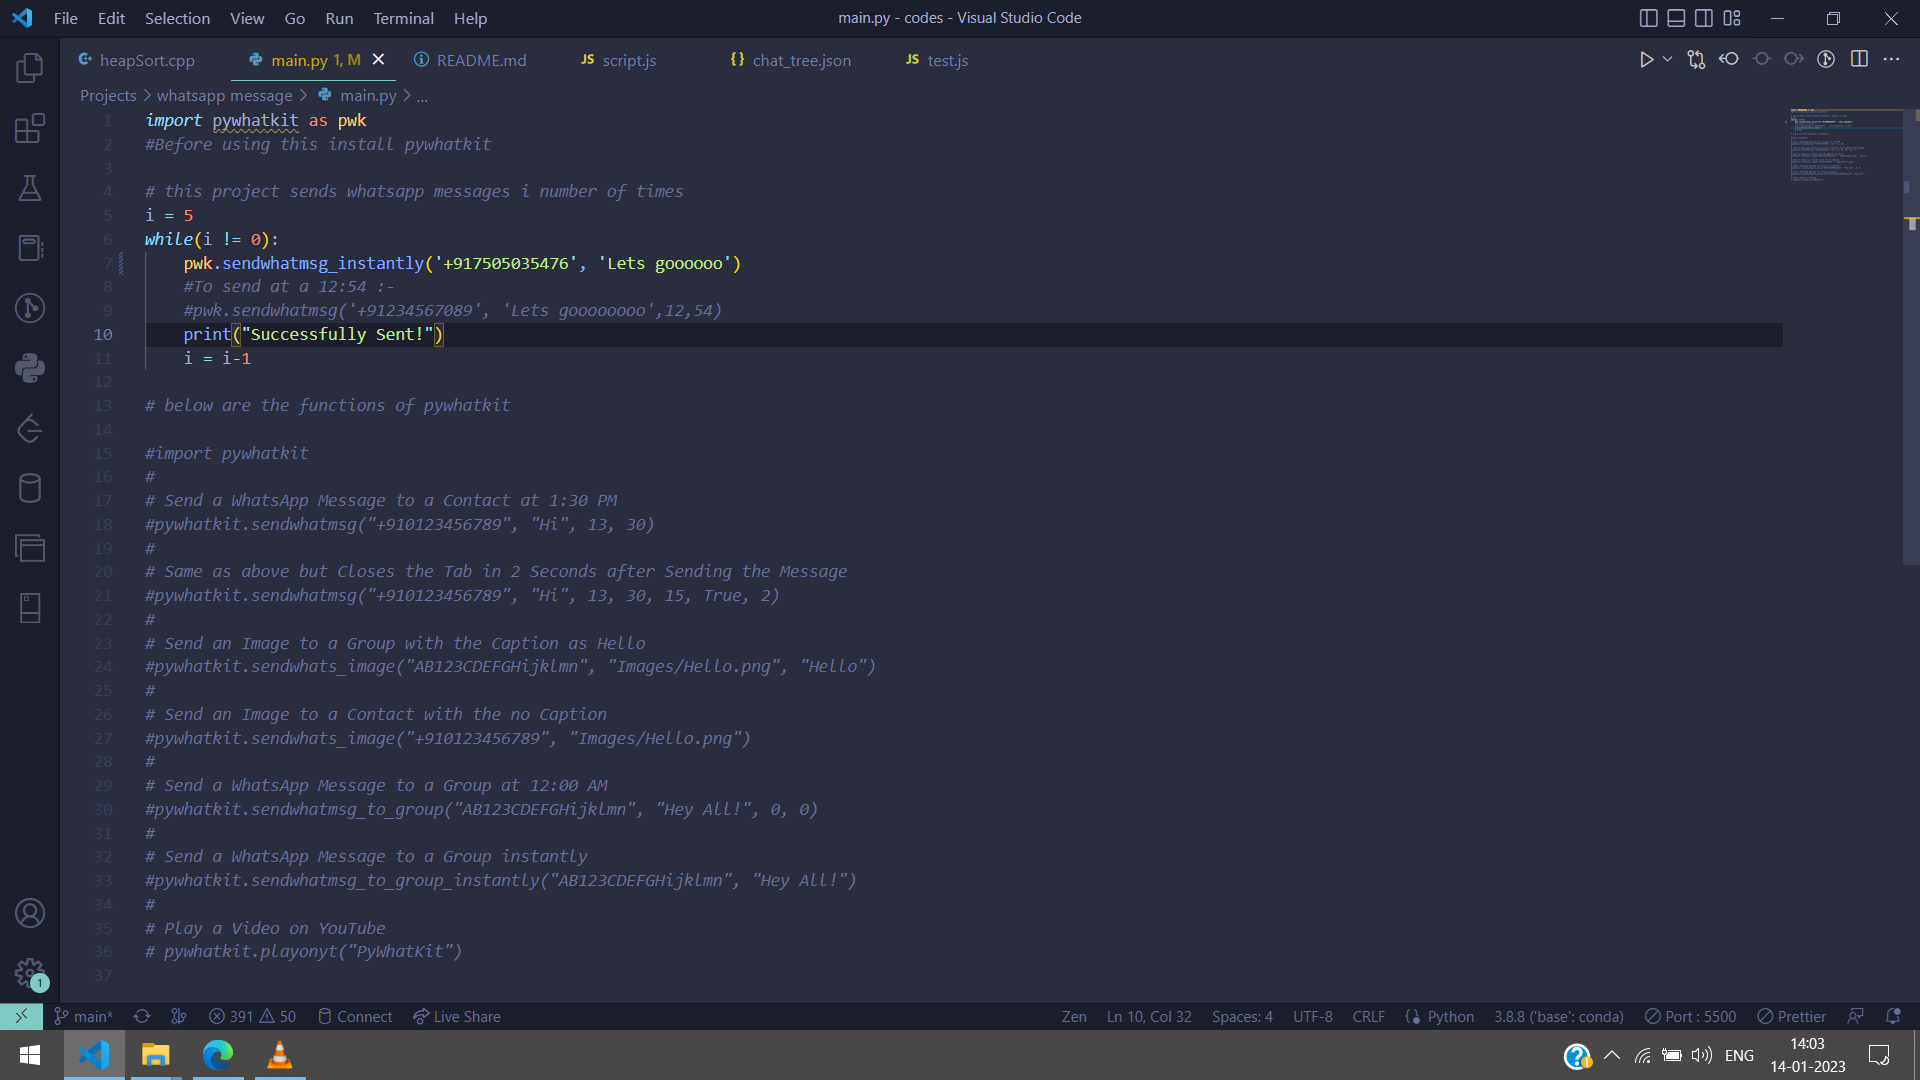 File Edit Selection View Go Run Terminal Help
main.py - codes - Visual Studio Code
heapSort.cpp
main.py 1, M
README.md
JS script.js
{} chat_tree.json
JS test.js
Projects > whatsapp message > main.py > ...
1 import pywhatkit as pwk
2 #Before using this install pywhatkit
3
4 # this project sends whatsapp messages i number of times
5 i = 5
6 while(i != 0):
7 pwk.sendwhatmsg_instantly('+917505035476', 'Lets goooooo')
8 #To send at a 12:54 :-
9 #pwk.sendwhatmsg('+91234567089', 'Lets goooooooo',12,54)
10 print("Successfully Sent!")
11 i = i-1
12
13 # below are the functions of pywhatkit
14
15 #import pywhatkit
16 #
17 # Send a WhatsApp Message to a Contact at 1:30 PM
18 #pywhatkit.sendwhatmsg("+910123456789", "Hi", 13, 30)
19 #
20 # Same as above but Closes the Tab in 2 Seconds after Sending the Message
21 #pywhatkit.sendwhatmsg("+910123456789", "Hi", 13, 30, 15, True, 2)
22 #
23 # Send an Image to a Group with the Caption as Hello
24 #pywhatkit.sendwhats_image("AB123CDEFGHijklmn", "Images/Hello.png", "Hello")
25 #
26 # Send an Image to a Contact with the no Caption
27 #pywhatkit.sendwhats_image("+910123456789", "Images/Hello.png")
28 #
29 # Send a WhatsApp Message to a Group at 12:00 AM
30 #pywhatkit.sendwhatmsg_to_group("AB123CDEFGHijklmn", "Hey All!", 0, 0)
31 #
32 # Send a WhatsApp Message to a Group instantly
33 #pywhatkit.sendwhatmsg_to_group_instantly("AB123CDEFGHijklmn", "Hey All!")
34 #
35 # Play a Video on YouTube
36 # pywhatkit.playonyt("PyWhatKit")
37
1
main* 391 50 Connect Live Share
Zen Ln 10, Col 32 Spaces: 4 UTF-8 CRLF Python 3.8.8 ('base': conda) Port : 5500 Prettier
ENG
14:03
14-01-2023